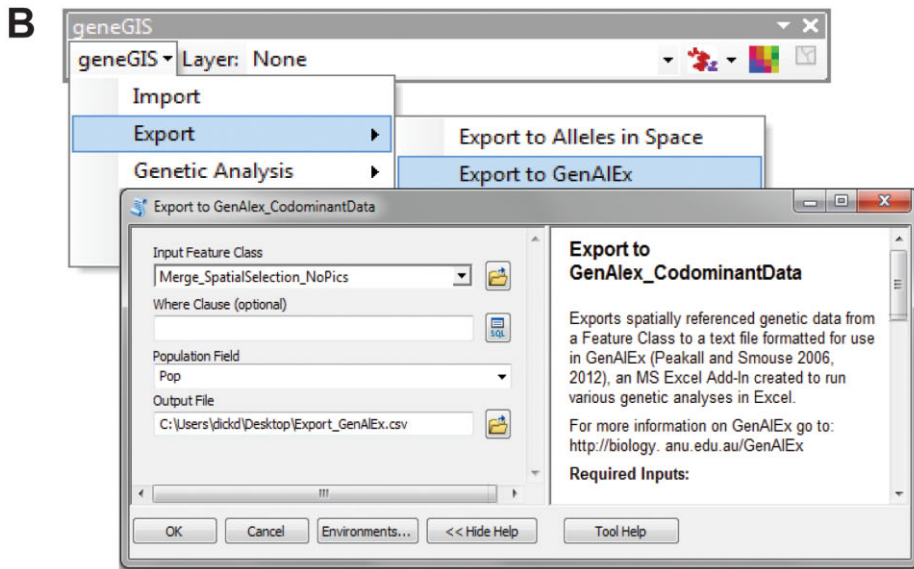 B
geneGIS
geneGIS Layer: None
Import
Export
Export to Alleles in Space
Genetic Analysis
Export to GenAlEx
Export to GenAlex_CodominantData
Input Feature Class
Merge_SpatialSelection_NoPics
Where Clause (optional)
SQL
Population Field
Pop
Output File
C:\Users\dickd\Desktop\Export_GenAlEx.csv
Export to
GenAlex_CodominantData
Exports spatially referenced genetic data from
a Feature Class to a text file formatted for use
in GenAlEx (Peakall and Smouse 2006,
2012), an MS Excel Add-In created to run
various genetic analyses in Excel.
For more information on GenAlEx go to:
http://biology. anu.edu.au/GenAlEx
Required Inputs:
OK
Cancel
Environments...
<< Hide Help
Tool Help